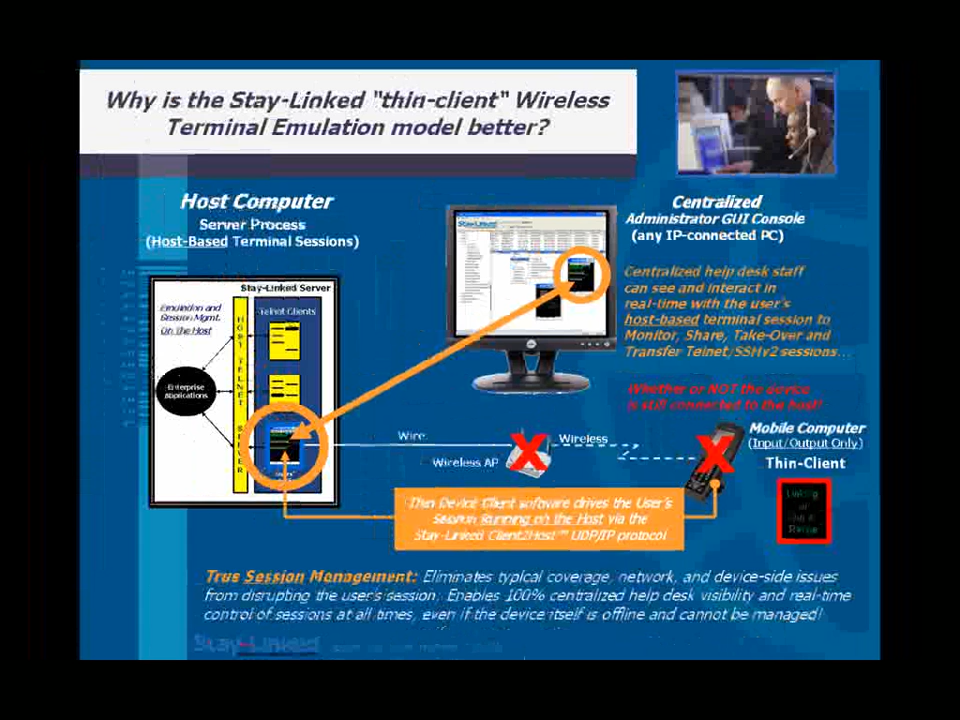 Why is the Stay-Linked "thin-client" Wireless
Terminal Emulation model better?
Host Computer
Server Process
(Host-Based Terminal Sessions)
Stay-Linked Server
Emulation and
Session Mgmt.
On the Host
Telnet Clients
HOST TELNET SERVER
Enterprise
Applications
Centralized
Administrator GUI Console
(any IP-connected PC)
Centralized help desk staff
can see and interact in
real-time with the user's
host-based terminal session to
Monitor, Share, Take-Over and
Transfer Telnet/SSHv2 sessions...
Whether or NOT the device
is still connected to the host!
Wire
Wireless
Wireless AP
Mobile Computer
(Input/Output Only)
Thin-Client
Linking
Range
Thin Device Client software drives the User's
Session Running on the Host via the
Stay-Linked Client2Host™ UDP/IP protocol
True Session Management: Eliminates typical coverage, network, and device-side issues
from disrupting the user's session. Enables 100% centralized help desk visibility and real-time
control of sessions at all times, even if the device itself is offline and cannot be managed!
Stay-Linked